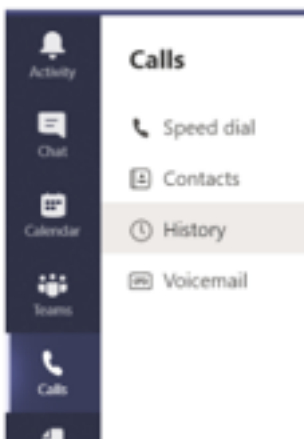 Activity
Chat
Calendar
Teams
Calls
Calls
Speed dial
Contacts
History
Voicemail